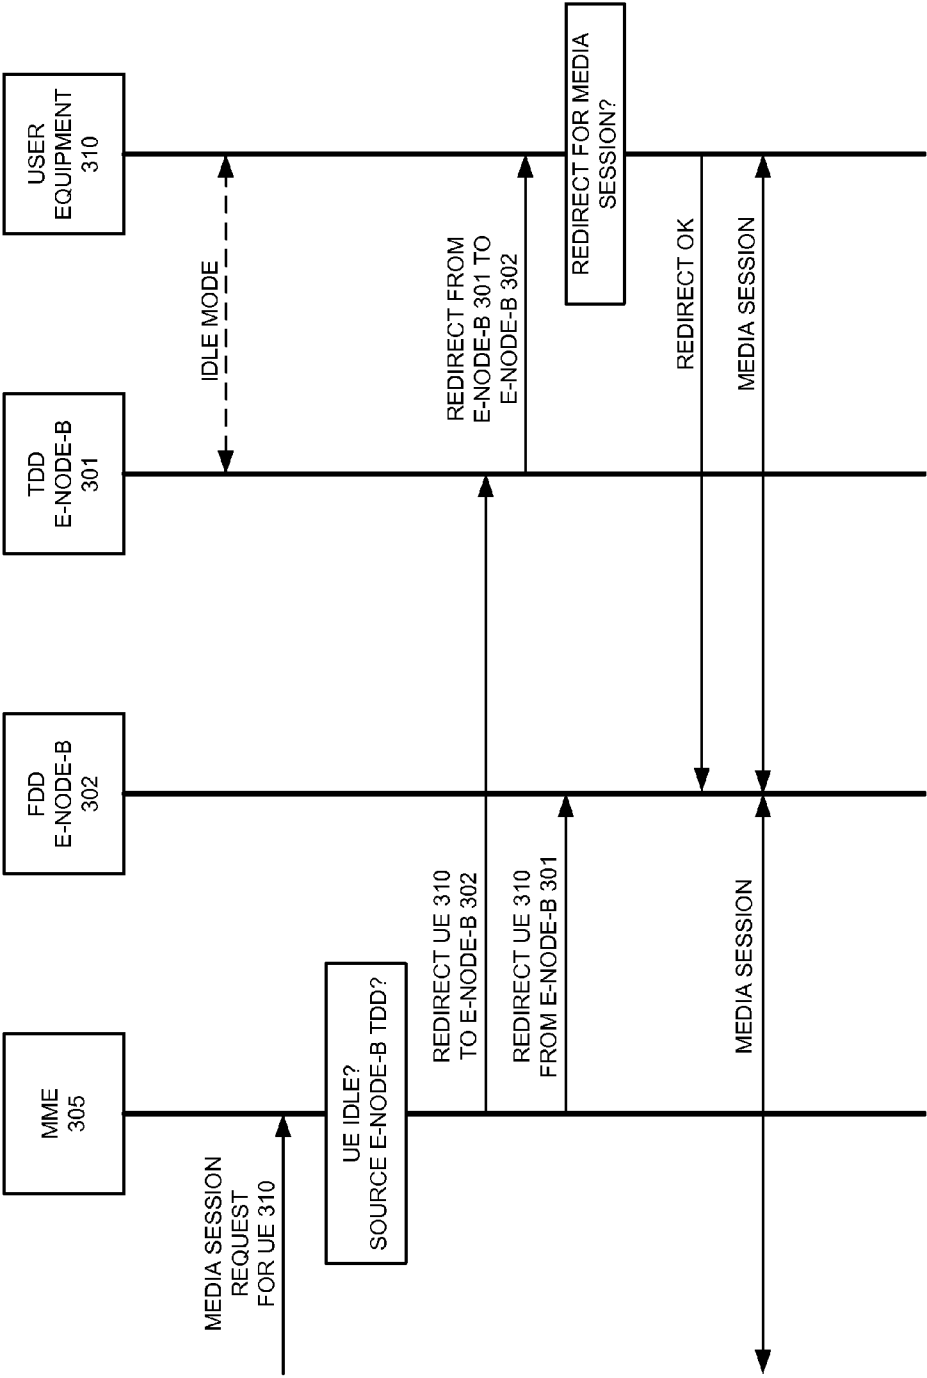 USER
EQUIPMENT
310
TDD
E-NODE-B
301
FDD
E-NODE-B
302
MME
305
IDLE MODE
MEDIA SESSION
REQUEST
FOR UE 310
UE IDLE?
SOURCE E-NODE-B TDD?
REDIRECT UE 310
TO E-NODE-B 302
REDIRECT FROM
E-NODE-B 301 TO
E-NODE-B 302
REDIRECT UE 310
FROM E-NODE-B 301
REDIRECT FOR MEDIA
SESSION?
REDIRECT OK
MEDIA SESSION
MEDIA SESSION